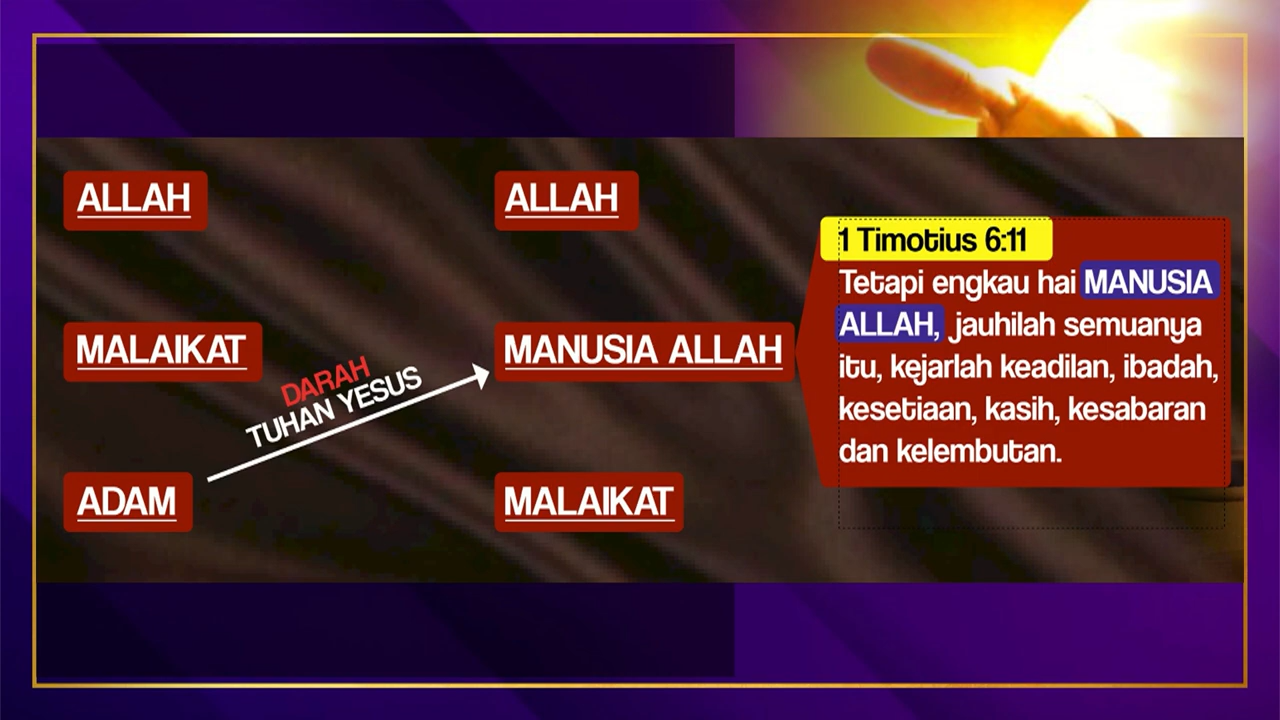 ALLAH
MALAIKAT
ADAM
DARAH
TUHAN YESUS
ALLAH
MANUSIA ALLAH
MALAIKAT
1 Timotius 6:11
Tetapi engkau hai MANUSIA
ALLAH, jauhilah semuanya
itu, kejarlah keadilan, ibadah,
kesetiaan, kasih, kesabaran
dan kelembutan.